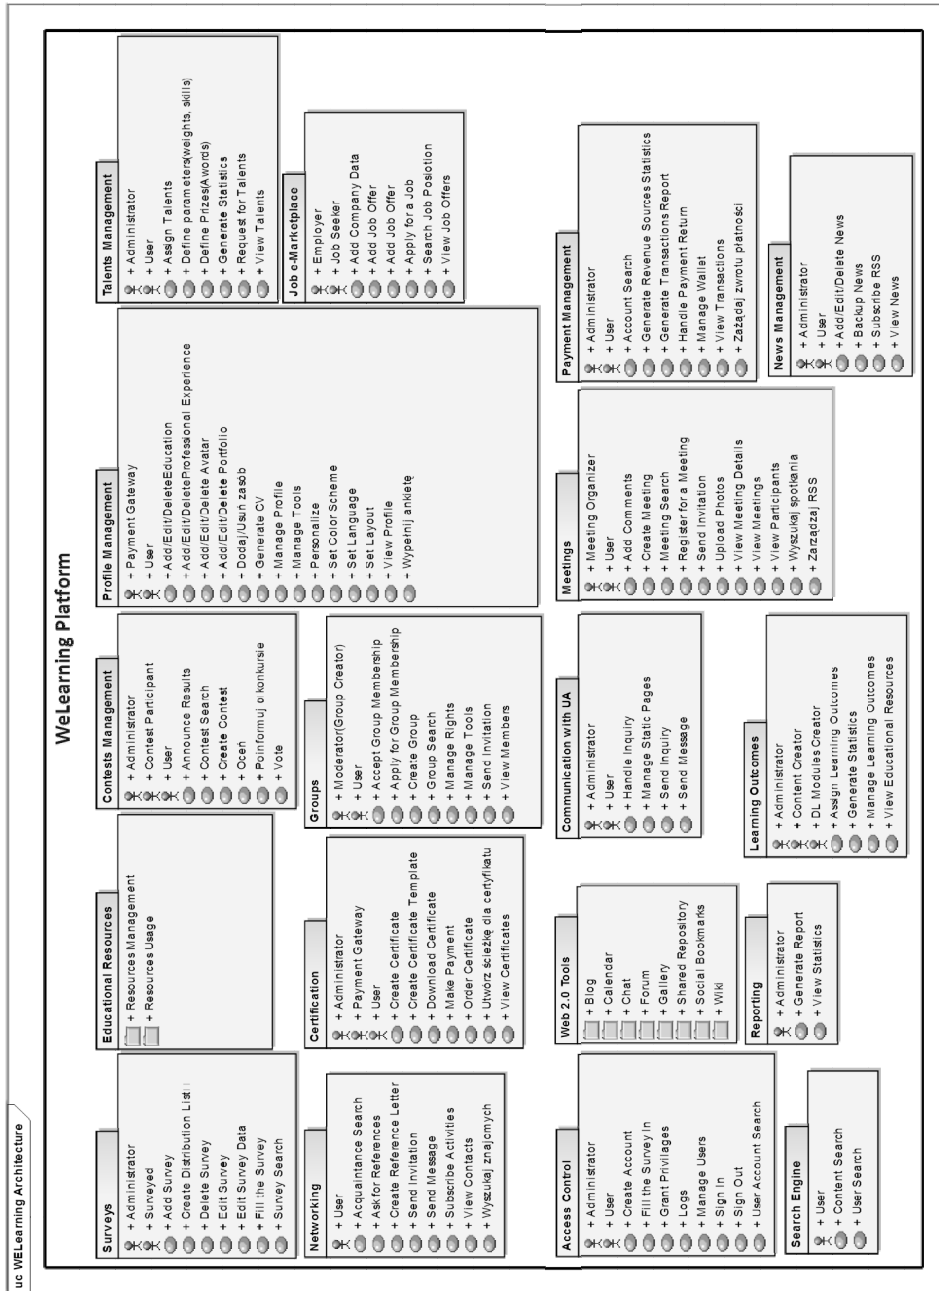 uc WELearning Architecture
WeLearning Platform
Surveys
+ Administrator
+ Surveyed
+ Add Survey
+ Create Distribution List
+ Delete Survey
+ Edit Survey
+ Edit Survey Data
+ Fill the Survey
+ Survey Search
Educational Resources
+ Resources Management
+ Resources Usage
Contests Management
+ Administrator
+ Contest Participant
+ User
+ Announce Results
+ Contest Search
+ Create Contest
+ Oceń
+ Poinformuj o konkursie
+ Vote
Profile Management
+ Payment Gateway
+ User
+ Add/Edit/DeleteEducation
+ Add/Edit/DeleteProfessional Experience
+ Add/Edit/Delete Avatar
+ Add/Edit/Delete Portfolio
+ Dodaj/Usuń zasób
+ Generate CV
+ Manage Profile
+ Manage Tools
+ Personalize
+ Set Color Scheme
+ Set Language
+ Set Layout
+ View Profile
+ Wypełnij ankietę
Talents Management
+ Administrator
+ User
+ Assign Talents
+ Define parameters(weights, skills)
+ Define Prizes(Awords)
+ Generate Statistics
+ Request for Talents
+ View Talents
Networking
+ User
+ Acquaintance Search
+ Ask for References
+ Create Reference Letter
+ Send Invitation
+ Send Message
+ Subscribe Activities
+ View Contacts
+ Wyszukaj znajomych
Certification
+ Administrator
+ Payment Gateway
+ User
+ Create Certificate
+ Create Certificate Template
+ Download Certificate
+ Make Payment
+ Order Certificate
+ Utwórz ścieżkę dla certyfikatu
+ View Certificates
Groups
+ Moderator(Group Creator)
+ User
+ Accept Group Membership
+ Apply for Group Membership
+ Create Group
+ Group Search
+ Manage Rights
+ Manage Tools
+ Send Invitation
+ View Members
Job e-Marketplace
+ Employer
+ Job Seeker
+ Add Company Data
+ Add Job Offer
+ Add Job Offer
+ Apply for a Job
+ Search Job Posiotion
+ View Job Offers
Access Control
+ Administrator
+ User
+ Create Account
+ Fill the Survey In
+ Grant Privilages
+ Logs
+ Manage Users
+ Sign In
+ Sign Out
+ User Account Search
Web 2.0 Tools
+ Blog
+ Calendar
+ Chat
+ Forum
+ Gallery
+ Shared Repository
+ Social Bookmarks
+ Wiki
Communication with UA
+ Administrator
+ User
+ Handle Inquiry
+ Manage Static Pages
+ Send Inquiry
+ Send Message
Meetings
+ Meeting Organizer
+ User
+ Add Comments
+ Create Meeting
+ Meeting Search
+ Register for a Meeting
+ Send Invitation
+ Upload Photos
+ View Meeting Details
+ View Meetings
+ View Participants
+ Wyszukaj spotkania
+ Zarządzaj RSS
Payment Management
+ Administrator
+ User
+ Account Search
+ Generate Revenue Sources Statistics
+ Generate Transactions Report
+ Handle Payment Return
+ Manage Wallet
+ View Transactions
+ Zażądaj zwrotu płatności
Search Engine
+ User
+ Content Search
+ User Search
Reporting
+ Administrator
+ Generate Report
+ View Statistics
Learning Outcomes
+ Administrator
+ Content Creator
+ DL Modules Creator
+ Assign Learning Outcomes
+ Generate Statistics
+ Manage Learning Outcomes
+ View Educational Resources
News Management
+ Administrator
+ User
+ Add/Edit/Delete News
+ Backup News
+ Subscribe RSS
+ View News